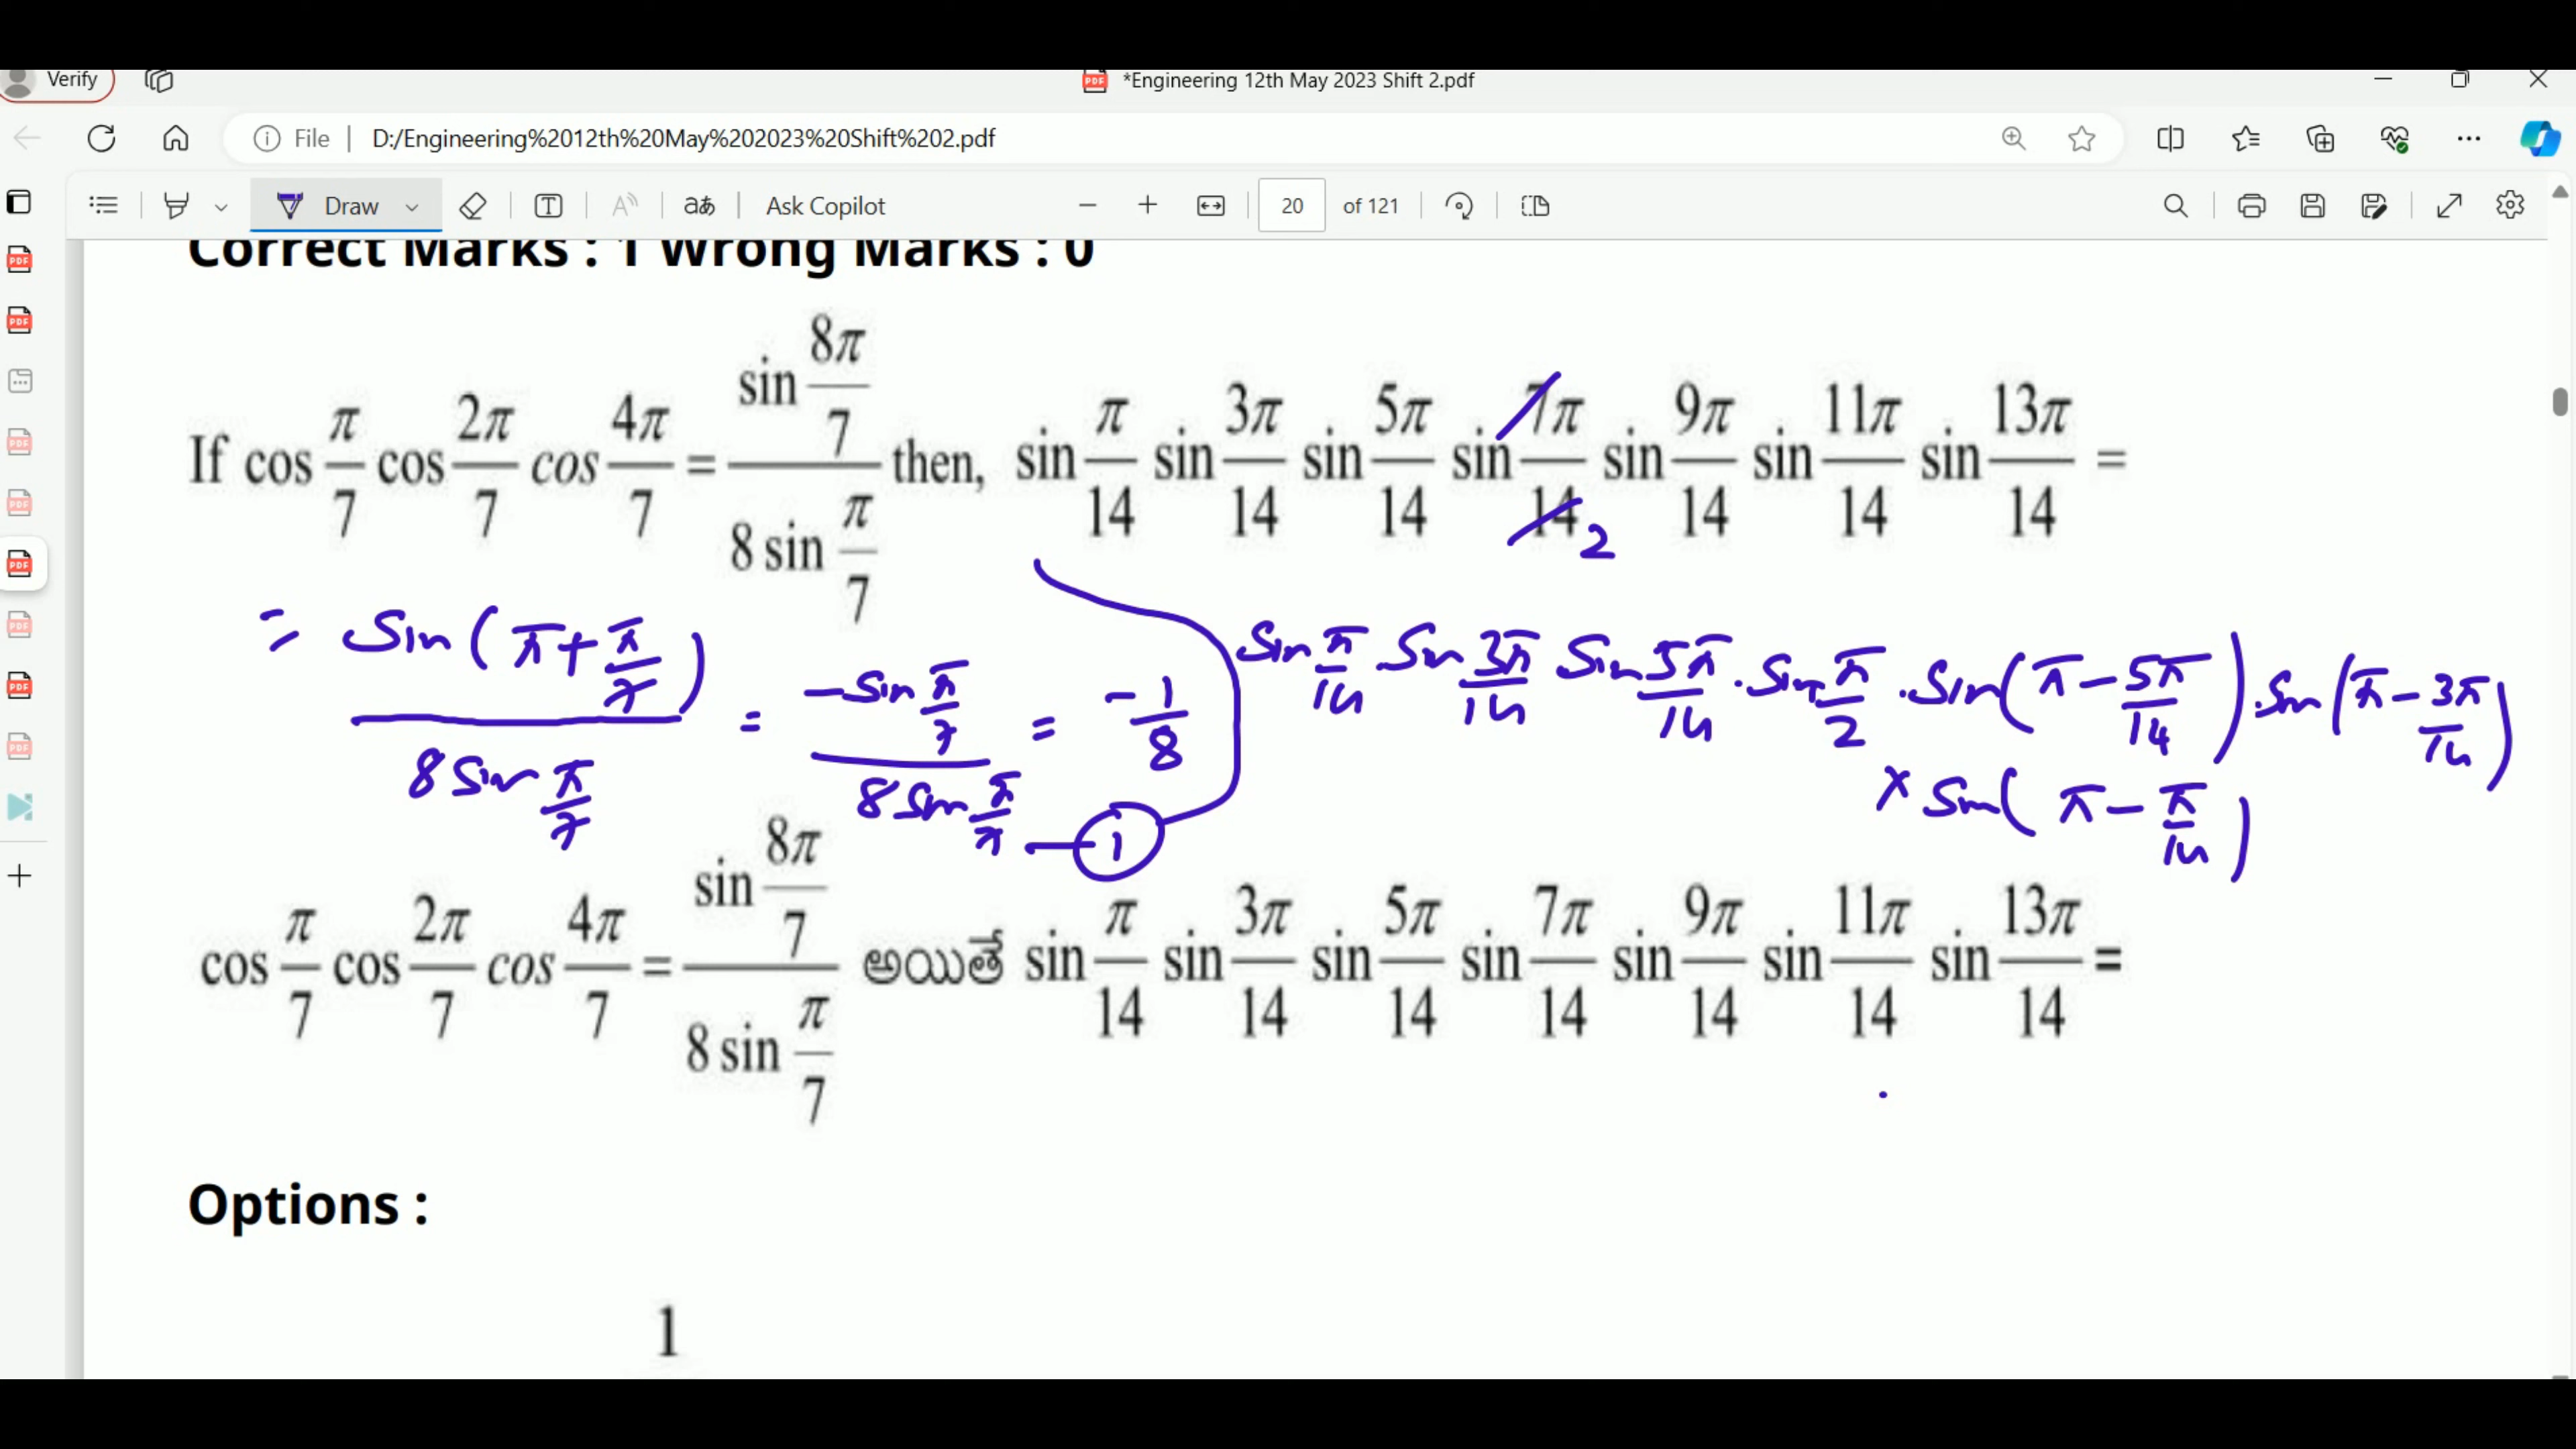 Verify
*Engineering 12th May 2023 Shift 2.pdf
File | D:/Engineering%2012th%20May%202023%20Shift%202.pdf
Draw
aあ
Ask Copilot
20 of 121
Correct Marks : 1 Wrong Marks : 0
If cos π/7 cos 2π/7 cos 4π/7 = sin 8π/7 / 8 sin π/7 then, sin π/14 sin 3π/14 sin 5π/14 sin 7π/14 sin 9π/14 sin 11π/14 sin 13π/14 =
2
= Sin(π+π/7) / 8 Sin π/7 = -Sin π/7 / 8 Sin π/7 = -1/8 — 1
Sin π/14 . Sin 3π/14 Sin 5π/14 . Sin π/2 . Sin(π-5π/14) . Sin(π-3π/14)
x Sin(π-π/14)
cos π/7 cos 2π/7 cos 4π/7 = sin 8π/7 / 8 sin π/7 అయితే sin π/14 sin 3π/14 sin 5π/14 sin 7π/14 sin 9π/14 sin 11π/14 sin 13π/14 =
Options :
1